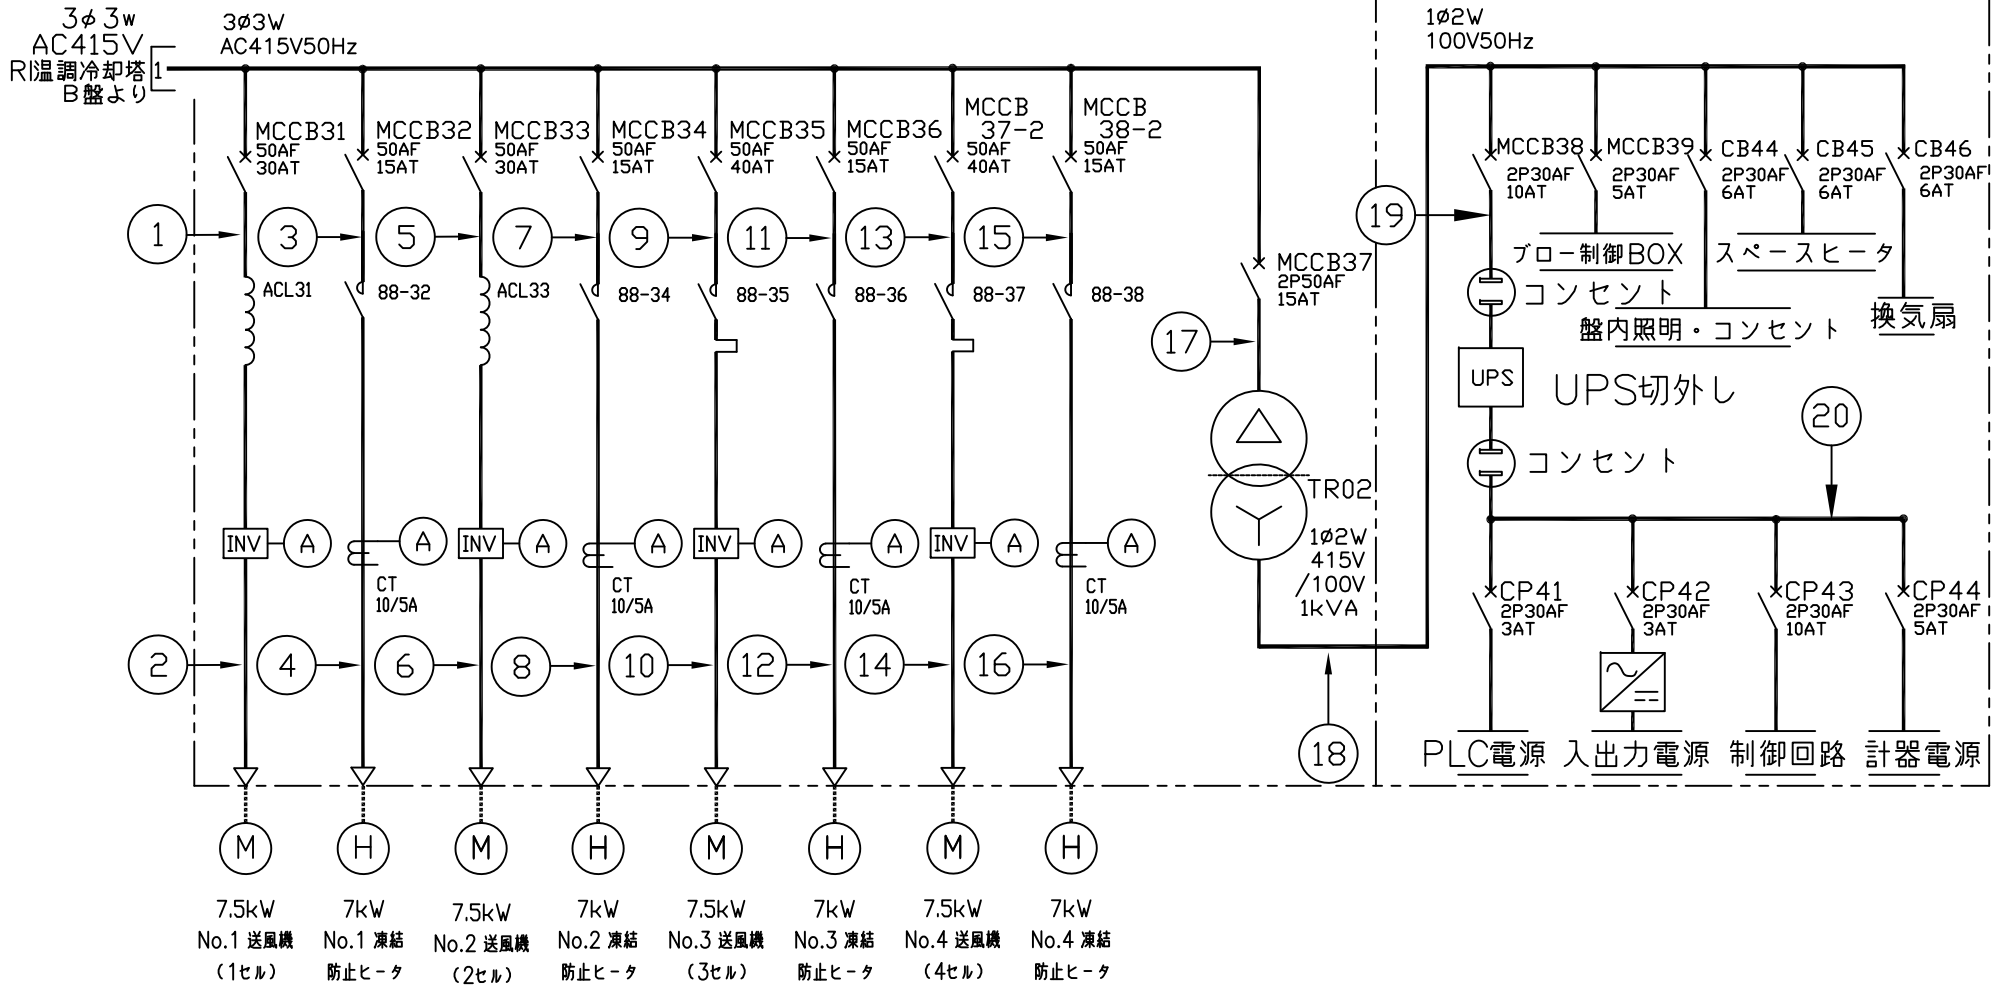 3φ3w
AC415V
RI温調冷却塔
B盤より
1
3φ3W
AC415V50Hz
1φ2W
100V50Hz
MCCB31
50AF
30AT
MCCB32
50AF
15AT
MCCB33
50AF
30AT
MCCB34
50AF
15AT
MCCB35
50AF
40AT
MCCB36
50AF
15AT
MCCB
37-2
50AF
40AT
MCCB
38-2
50AF
15AT
MCCB38
2P30AF
10AT
MCCB39
2P30AF
5AT
CB44
2P30AF
6AT
CB45
2P30AF
6AT
CB46
2P30AF
6AT
1
3
5
7
9
11
13
15
19
ブロー制御BOX
スペースヒータ
MCCB37
2P50AF
15AT
ACL31
88-32
ACL33
88-34
88-35
88-36
88-37
88-38
コンセント
盤内照明・コンセント
換気扇
17
UPS
UPS切外し
20
コンセント
TR02
1φ2W
415V
/100V
1kVA
INV
A
A
CT
10/5A
INV
A
A
CT
10/5A
INV
A
A
CT
10/5A
INV
A
A
CT
10/5A
CP41
2P30AF
3AT
CP42
2P30AF
3AT
CP43
2P30AF
10AT
CP44
2P30AF
5AT
2
4
6
8
10
12
14
16
18
PLC電源
入出力電源
制御回路
計器電源
M
H
M
H
M
H
M
H
7.5kW
No.1 送風機
(1セル)
7kW
No.1 凍結
防止ヒータ
7.5kW
No.2 送風機
(2セル)
7kW
No.2 凍結
防止ヒータ
7.5kW
No.3 送風機
(3セル)
7kW
No.3 凍結
防止ヒータ
7.5kW
No.4 送風機
(4セル)
7kW
No.4 凍結
防止ヒータ